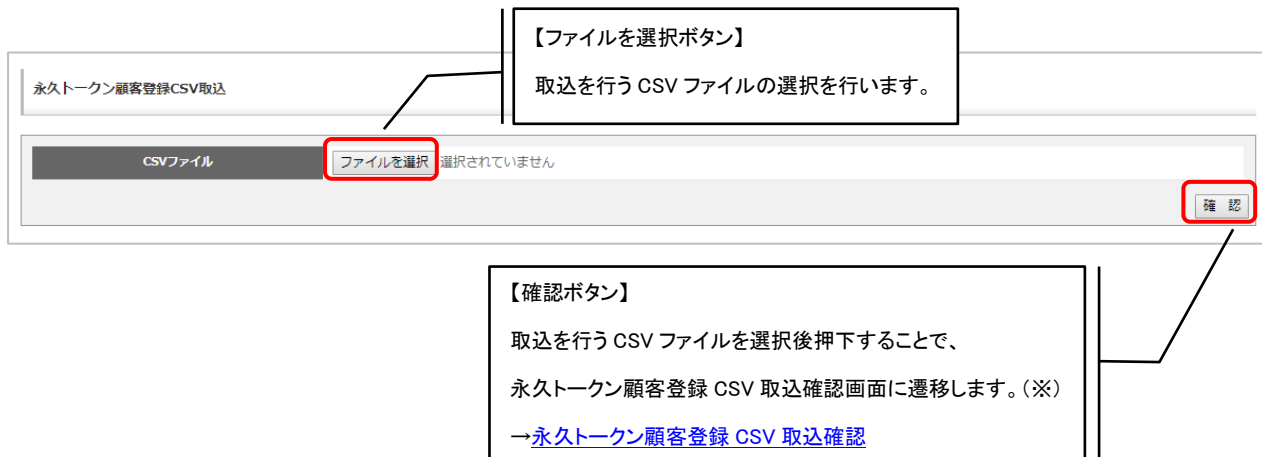 【ファイルを選択ボタン】
取込を行う CSV ファイルの選択を行います。
永久トークン顧客登録CSV取込
CSVファイル
ファイルを選択 選択されていません
確 認
【確認ボタン】
取込を行う CSV ファイルを選択後押下することで、
永久トークン顧客登録 CSV 取込確認画面に遷移します。（※）
→永久トークン顧客登録 CSV 取込確認